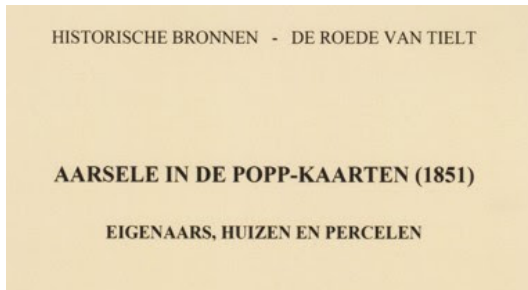 HISTORISCHE BRONNEN - DE ROEDE VAN TIELT
AARSELE IN DE POPP-KAARTEN (1851)
EIGENAARS, HUIZEN EN PERCELEN